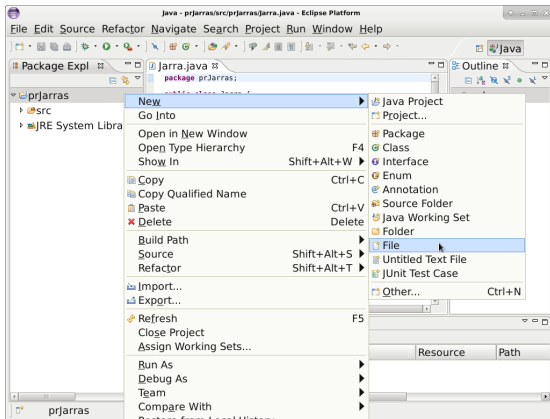 Java - prJarras/src/prJarras/Jarra.java - Eclipse Platform
File Edit Source Refactor Navigate Search Project Run Window Help
Java
Package Expl
Jarra.java
Outline
package prJarras;
prJarras
src
JRE System Libra
New
Go Into
Open in New Window
Open Type Hierarchy F4
Show In Shift+Alt+W
Copy Ctrl+C
Copy Qualified Name
Paste Ctrl+V
Delete Delete
Build Path
Source Shift+Alt+S
Refactor Shift+Alt+T
Import...
Export...
Refresh F5
Close Project
Assign Working Sets...
Run As
Debug As
Team
Compare With
Restore from Local History...
Java Project
Project...
Package
Class
Interface
Enum
Annotation
Source Folder
Java Working Set
Folder
File
Untitled Text File
JUnit Test Case
Other... Ctrl+N
Resource Path
prJarras